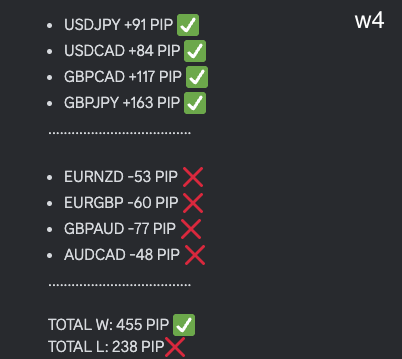 w4
• USDJPY +91 PIP ✅
• USDCAD +84 PIP ✅
• GBPCAD +117 PIP ✅
• GBPJPY +163 PIP ✅
.....................................
• EURNZD -53 PIP ❌
• EURGBP -60 PIP ❌
• GBPAUD -77 PIP ❌
• AUDCAD -48 PIP ❌
.....................................
TOTAL W: 455 PIP ✅
TOTAL L: 238 PIP❌